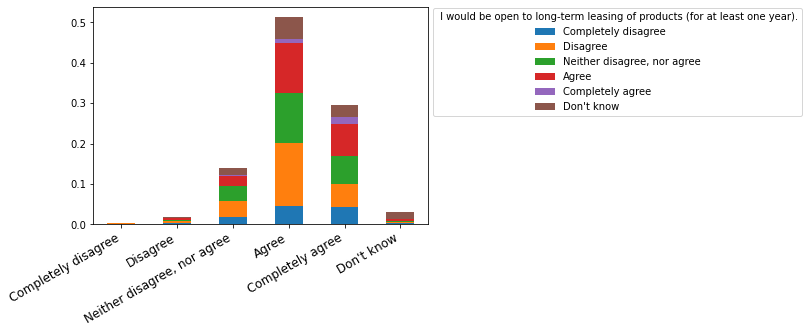 I would be open to long-term leasing of products (for at least one year).
Completely disagree
Disagree
Neither disagree, nor agree
Agree
Completely agree
Don't know
0.5
0.4
0.3
0.2
0.1
0.0
Completely disagree
Disagree
Neither disagree, nor agree
Agree
Completely agree
Don't know